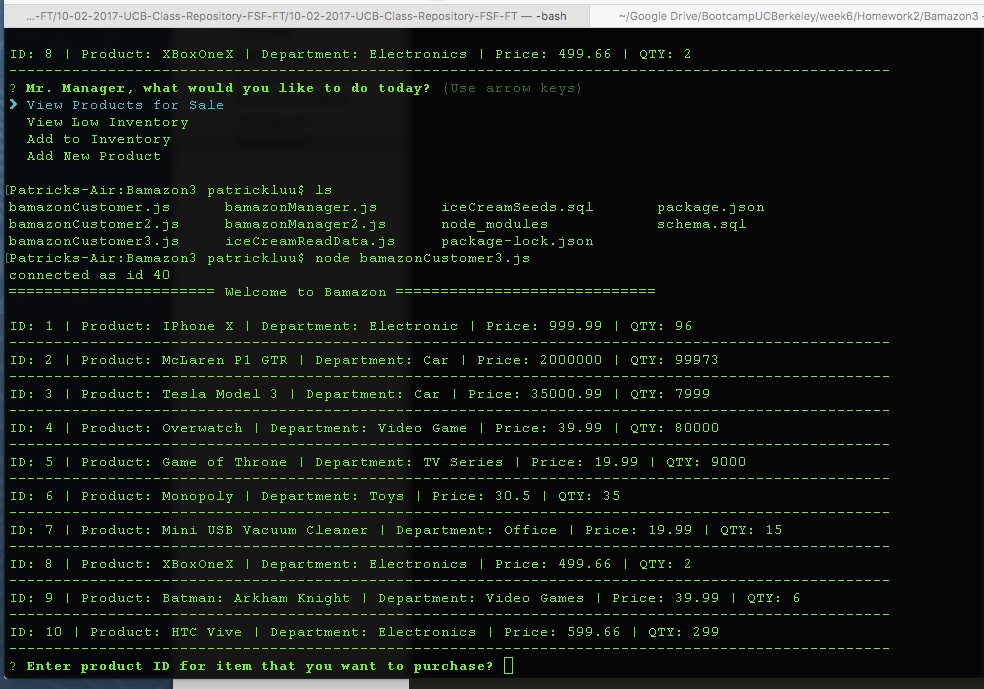 ...-FT/10-02-2017-UCB-Class-Repository-FSF-FT/10-02-2017-UCB-Class-Repository-FSF-FT — -bash
~/Google Drive/BootcampUCBerkeley/week6/Homework2/Bamazon3 -
ID: 8 | Product: XBoxOneX | Department: Electronics | Price: 499.66 | QTY: 2
--------------------------------------------------------------------------------------------------
? Mr. Manager, what would you like to do today? (Use arrow keys)
❯ View Products for Sale
View Low Inventory
Add to Inventory
Add New Product
[Patricks-Air:Bamazon3 patrickluu$ ls
bamazonCustomer.js bamazonManager.js iceCreamSeeds.sql package.json
bamazonCustomer2.js bamazonManager2.js node_modules schema.sql
bamazonCustomer3.js iceCreamReadData.js package-lock.json
[Patricks-Air:Bamazon3 patrickluu$ node bamazonCustomer3.js
connected as id 40
======================= Welcome to Bamazon =============================
ID: 1 | Product: IPhone X | Department: Electronic | Price: 999.99 | QTY: 96
--------------------------------------------------------------------------------------------------
ID: 2 | Product: McLaren P1 GTR | Department: Car | Price: 2000000 | QTY: 99973
--------------------------------------------------------------------------------------------------
ID: 3 | Product: Tesla Model 3 | Department: Car | Price: 35000.99 | QTY: 7999
--------------------------------------------------------------------------------------------------
ID: 4 | Product: Overwatch | Department: Video Game | Price: 39.99 | QTY: 80000
--------------------------------------------------------------------------------------------------
ID: 5 | Product: Game of Throne | Department: TV Series | Price: 19.99 | QTY: 9000
--------------------------------------------------------------------------------------------------
ID: 6 | Product: Monopoly | Department: Toys | Price: 30.5 | QTY: 35
--------------------------------------------------------------------------------------------------
ID: 7 | Product: Mini USB Vacuum Cleaner | Department: Office | Price: 19.99 | QTY: 15
--------------------------------------------------------------------------------------------------
ID: 8 | Product: XBoxOneX | Department: Electronics | Price: 499.66 | QTY: 2
--------------------------------------------------------------------------------------------------
ID: 9 | Product: Batman: Arkham Knight | Department: Video Games | Price: 39.99 | QTY: 6
--------------------------------------------------------------------------------------------------
ID: 10 | Product: HTC Vive | Department: Electronics | Price: 599.66 | QTY: 299
--------------------------------------------------------------------------------------------------
? Enter product ID for item that you want to purchase?